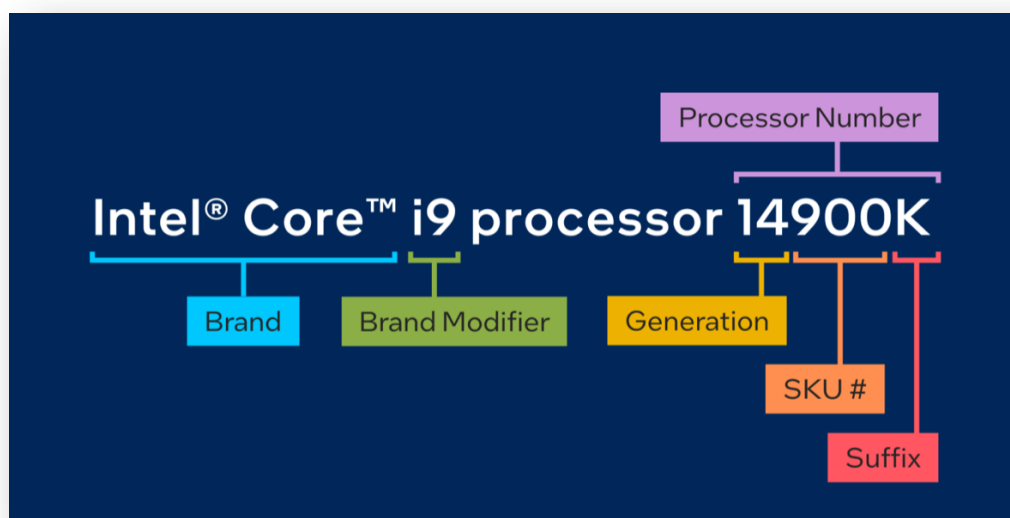 Processor Number
Intel® Core™ i9 processor 14900K
Brand
Brand Modifier
Generation
SKU #
Suffix